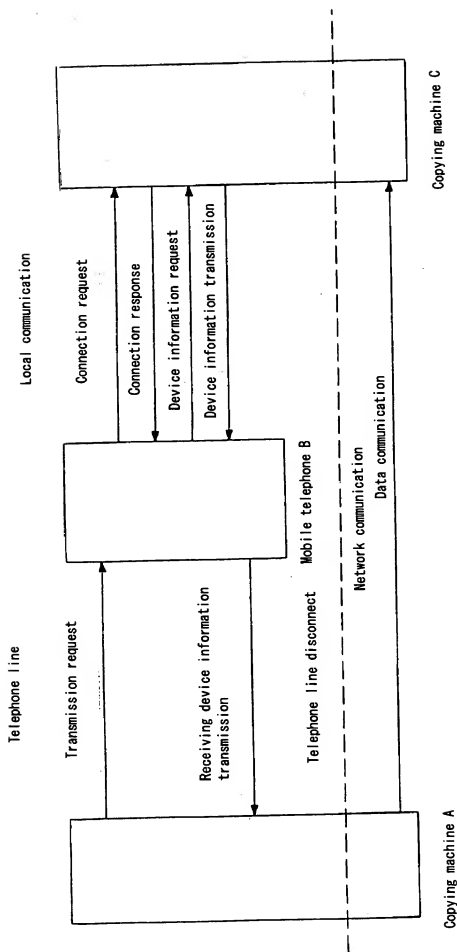 Telephone line
Local communication
Transmission request
Connection request
Connection response
Device information request
Device information transmission
Receiving device information
transmission
Mobile telephone B
Telephone line disconnect
Network communication
Data communication
Copying machine A
Copying machine C